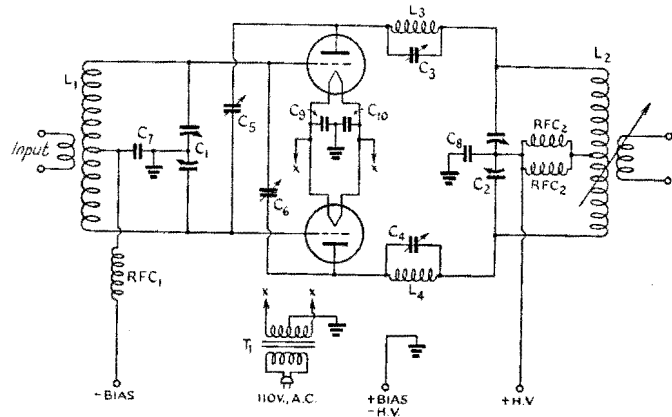 L3
C3
L2
L1
C5
C9
C10
C7
C1
Input
C8
RFC2
RFC2
C2
C6
C4
L4
RFC1
x
x
x
x
T1
-BIAS
110V., A.C.
+BIAS
-H.V.
+H.V.